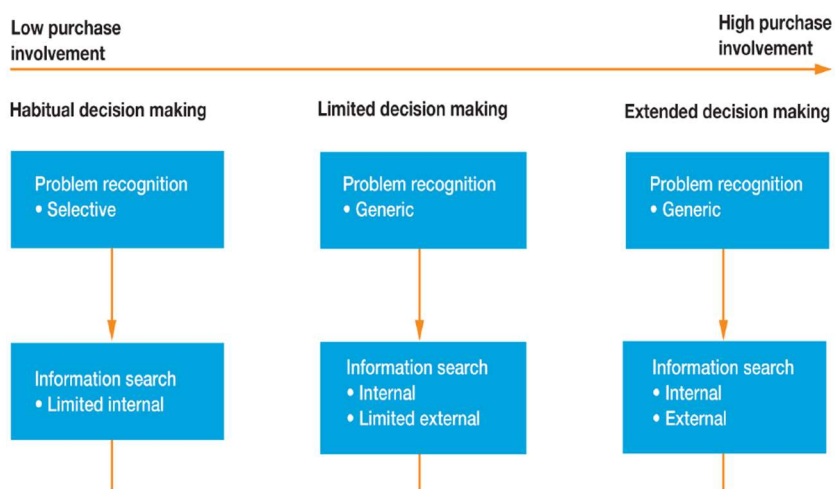 Low purchase
involvement
High purchase
involvement
Habitual decision making
Limited decision making
Extended decision making
Problem recognition
• Selective
Problem recognition
• Generic
Problem recognition
• Generic
Information search
• Limited internal
Information search
• Internal
• Limited external
Information search
• Internal
• External